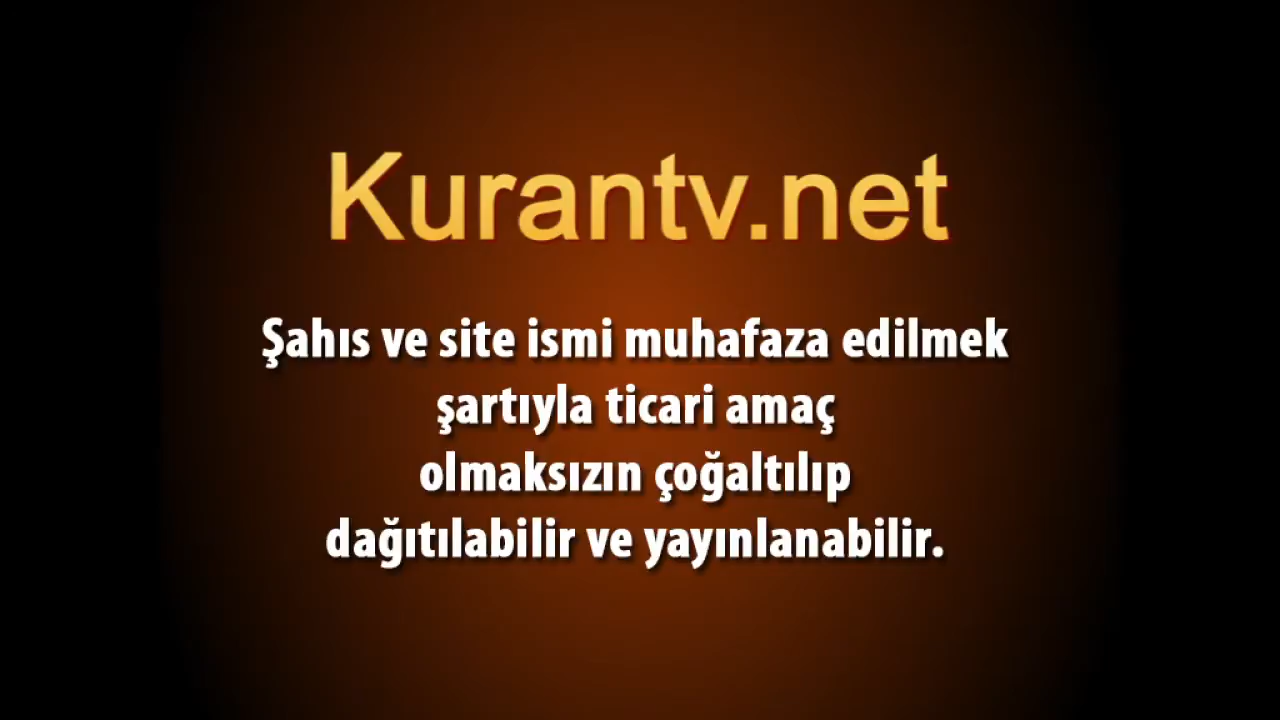 Kurantv.net
Şahıs ve site ismi muhafaza edilmek
şartıyla ticari amaç
olmaksızın çoğaltılıp
dağıtılabilir ve yayınlanabilir.